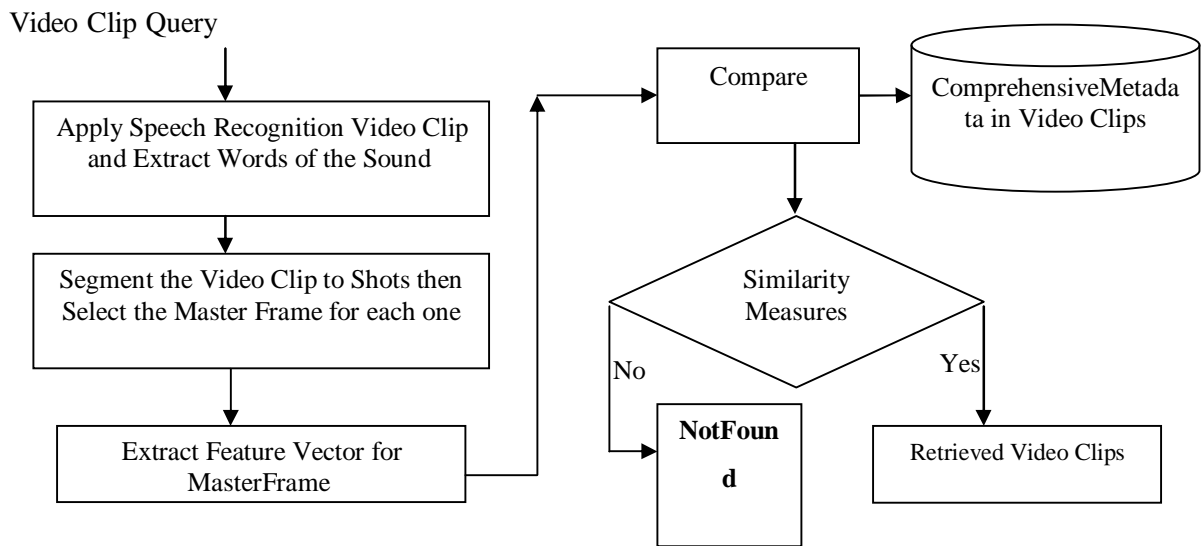 Video Clip Query
Apply Speech Recognition Video Clip
and Extract Words of the Sound
Segment the Video Clip to Shots then
Select the Master Frame for each one
Extract Feature Vector for
MasterFrame
Compare
ComprehensiveMetada
ta in Video Clips
Similarity
Measures
No
Yes
NotFoun
d
Retrieved Video Clips